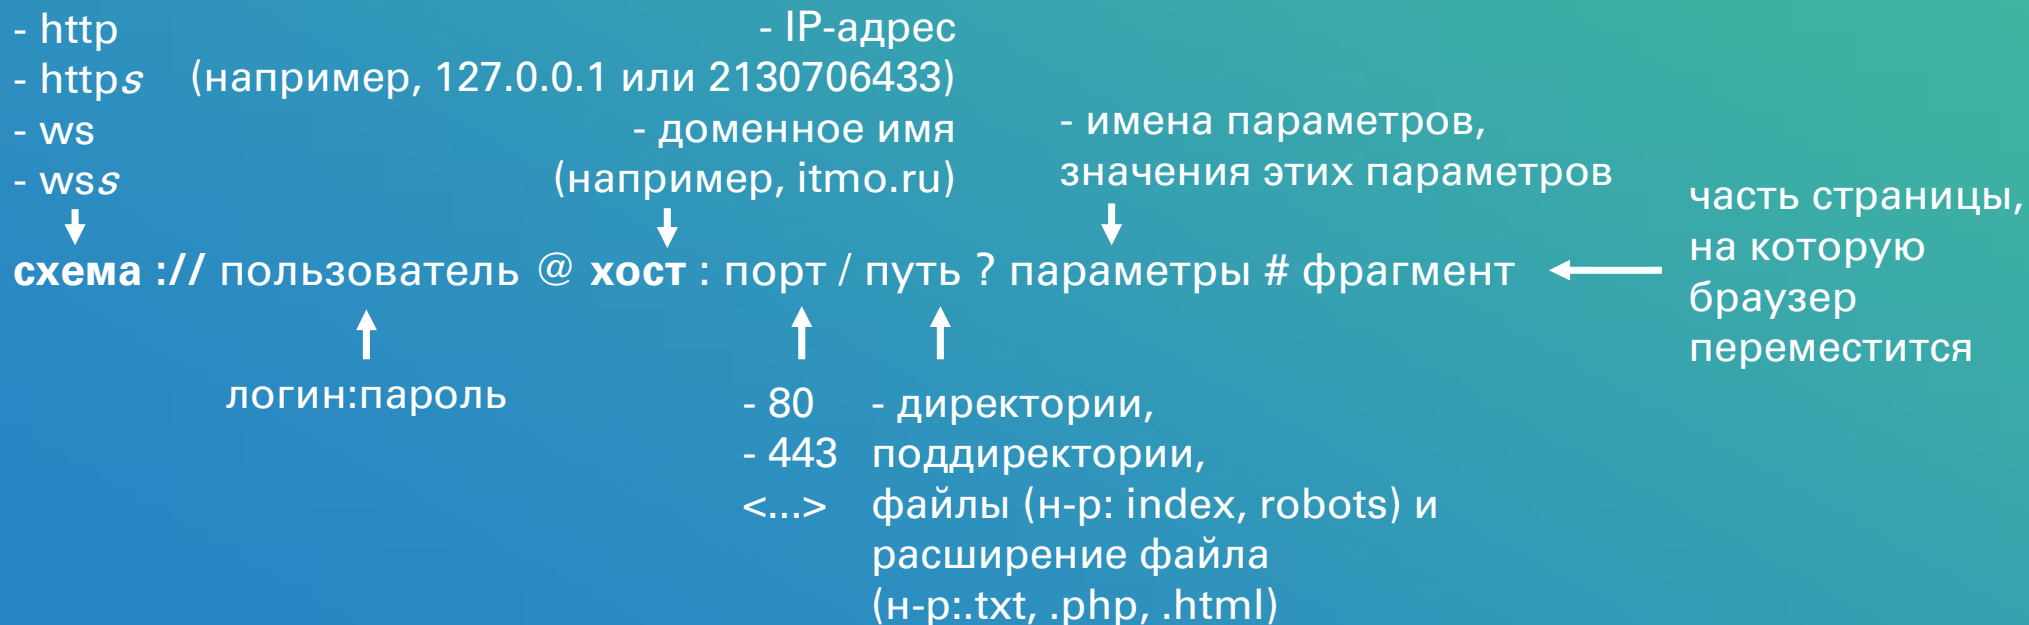 - http
- https
- ws
- wss
- IP-адрес
(например, 127.0.0.1 или 2130706433)
- доменное имя
(например, itmo.ru)
- имена параметров,
значения этих параметров
схема :// пользователь @ хост : порт / путь ? параметры # фрагмент
часть страницы,
на которую
браузер
переместится
логин:пароль
- 80
- 443
<...>
- директории,
поддиректории,
файлы (н-р: index, robots) и
расширение файла
(н-р:.txt, .php, .html)